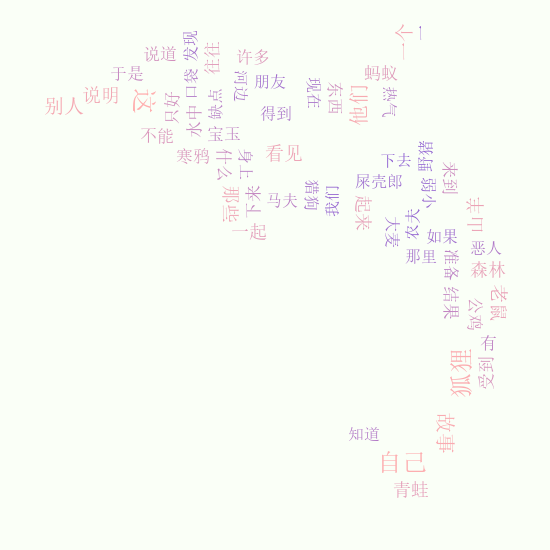 一个
一
发现
往往
说道
许多
于是
口袋
河边
朋友
现在
东西
蚂蚁
热气
别人
说明
这
只好
水中
缺点
得到
他们
不能
宝玉
寒鸦
什么
身上
看见
下去
野猪
屎壳郎
小弱
来到
那些
下来
马夫
猎狗
我们
起来
大麦
农夫
山羊
一起
如果
恶人
那里
准备
森林
结果
公鸡
老鼠
有
狐狸
受到
故事
知道
自己
青蛙